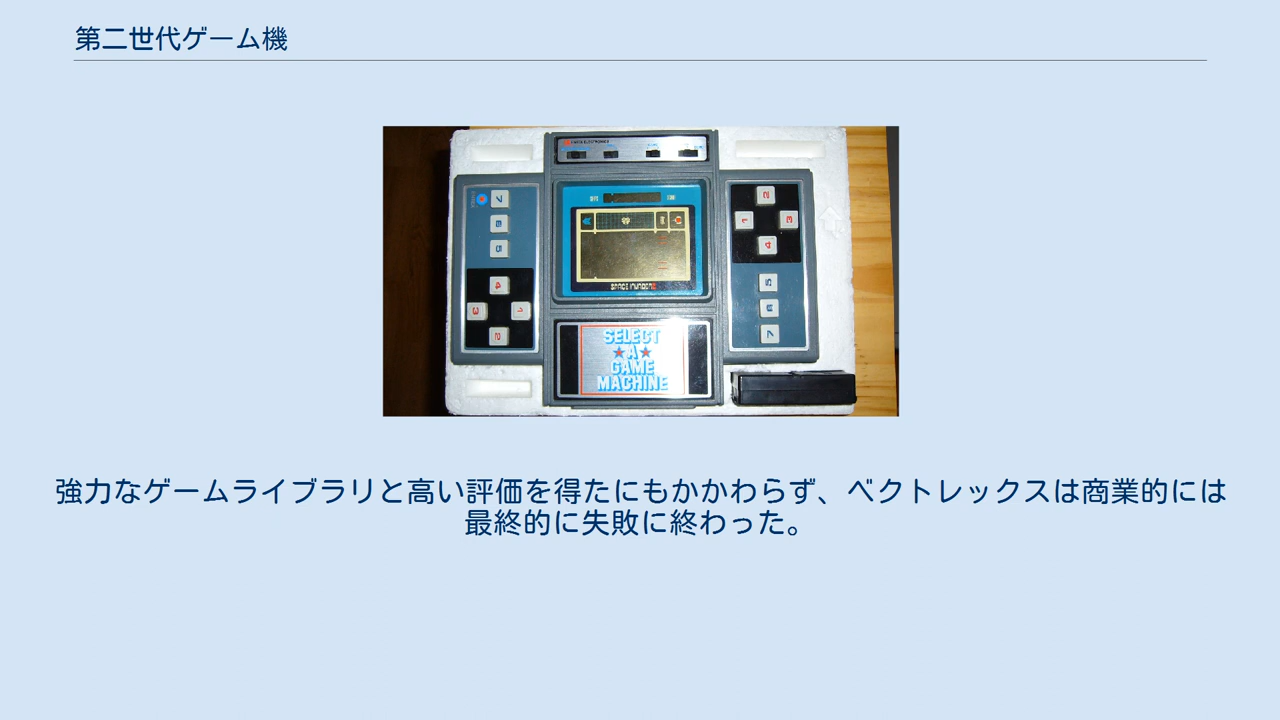 第二世代ゲーム機
SPACE INVADERS
SELECT
★A★
GAME
MACHINE
強力なゲームライブラリと高い評価を得たにもかかわらず、ベクトレックスは商業的には
最終的に失敗に終わった。